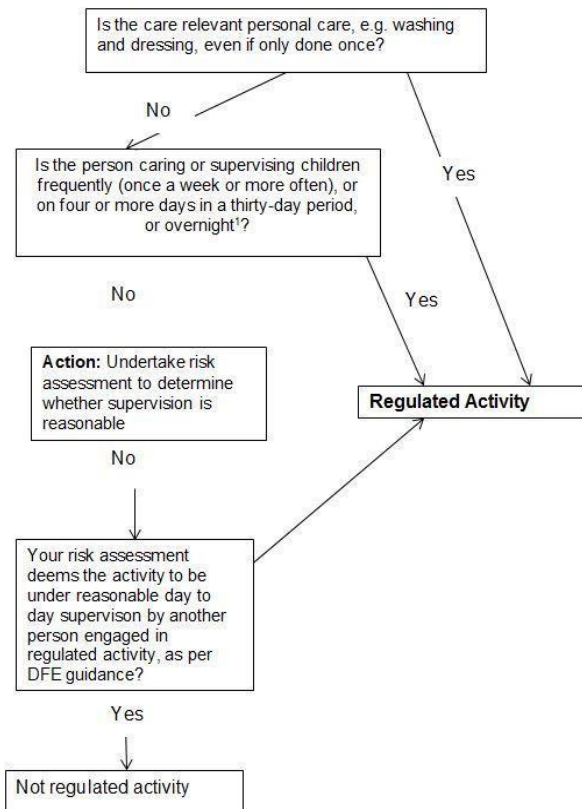 Is the care relevant personal care, e.g. washing
and dressing, even if only done once?
No
Yes
Is the person caring or supervising children
frequently (once a week or more often), or
on four or more days in a thirty-day period,
or overnight¹?
No
Yes
Action: Undertake risk
assessment to determine
whether supervision is
reasonable
Regulated Activity
No
Your risk assessment
deems the activity to be
under reasonable day to
day supervison by another
person engaged in
regulated activity, as per
DFE guidance?
Yes
Not regulated activity